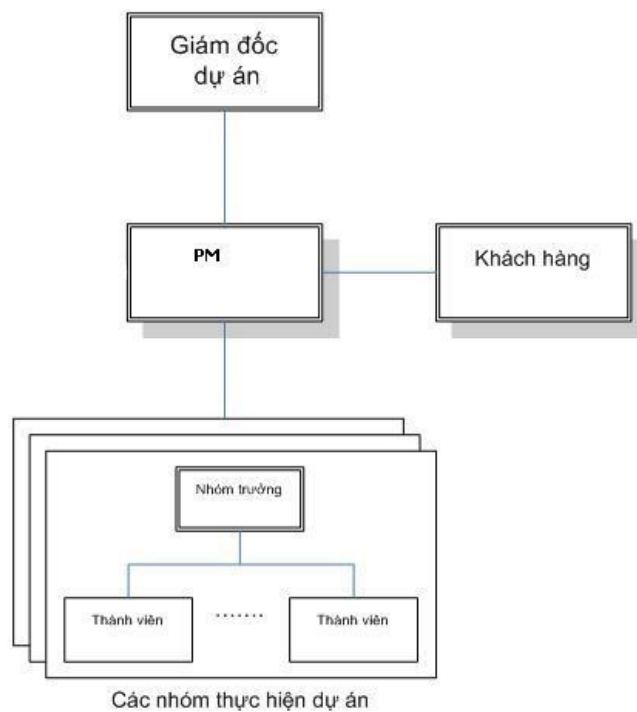 Giám đốc
dự án
PM
Khách hàng
Nhóm trưởng
Thành viên
.......
Thành viên
Các nhóm thực hiện dự án